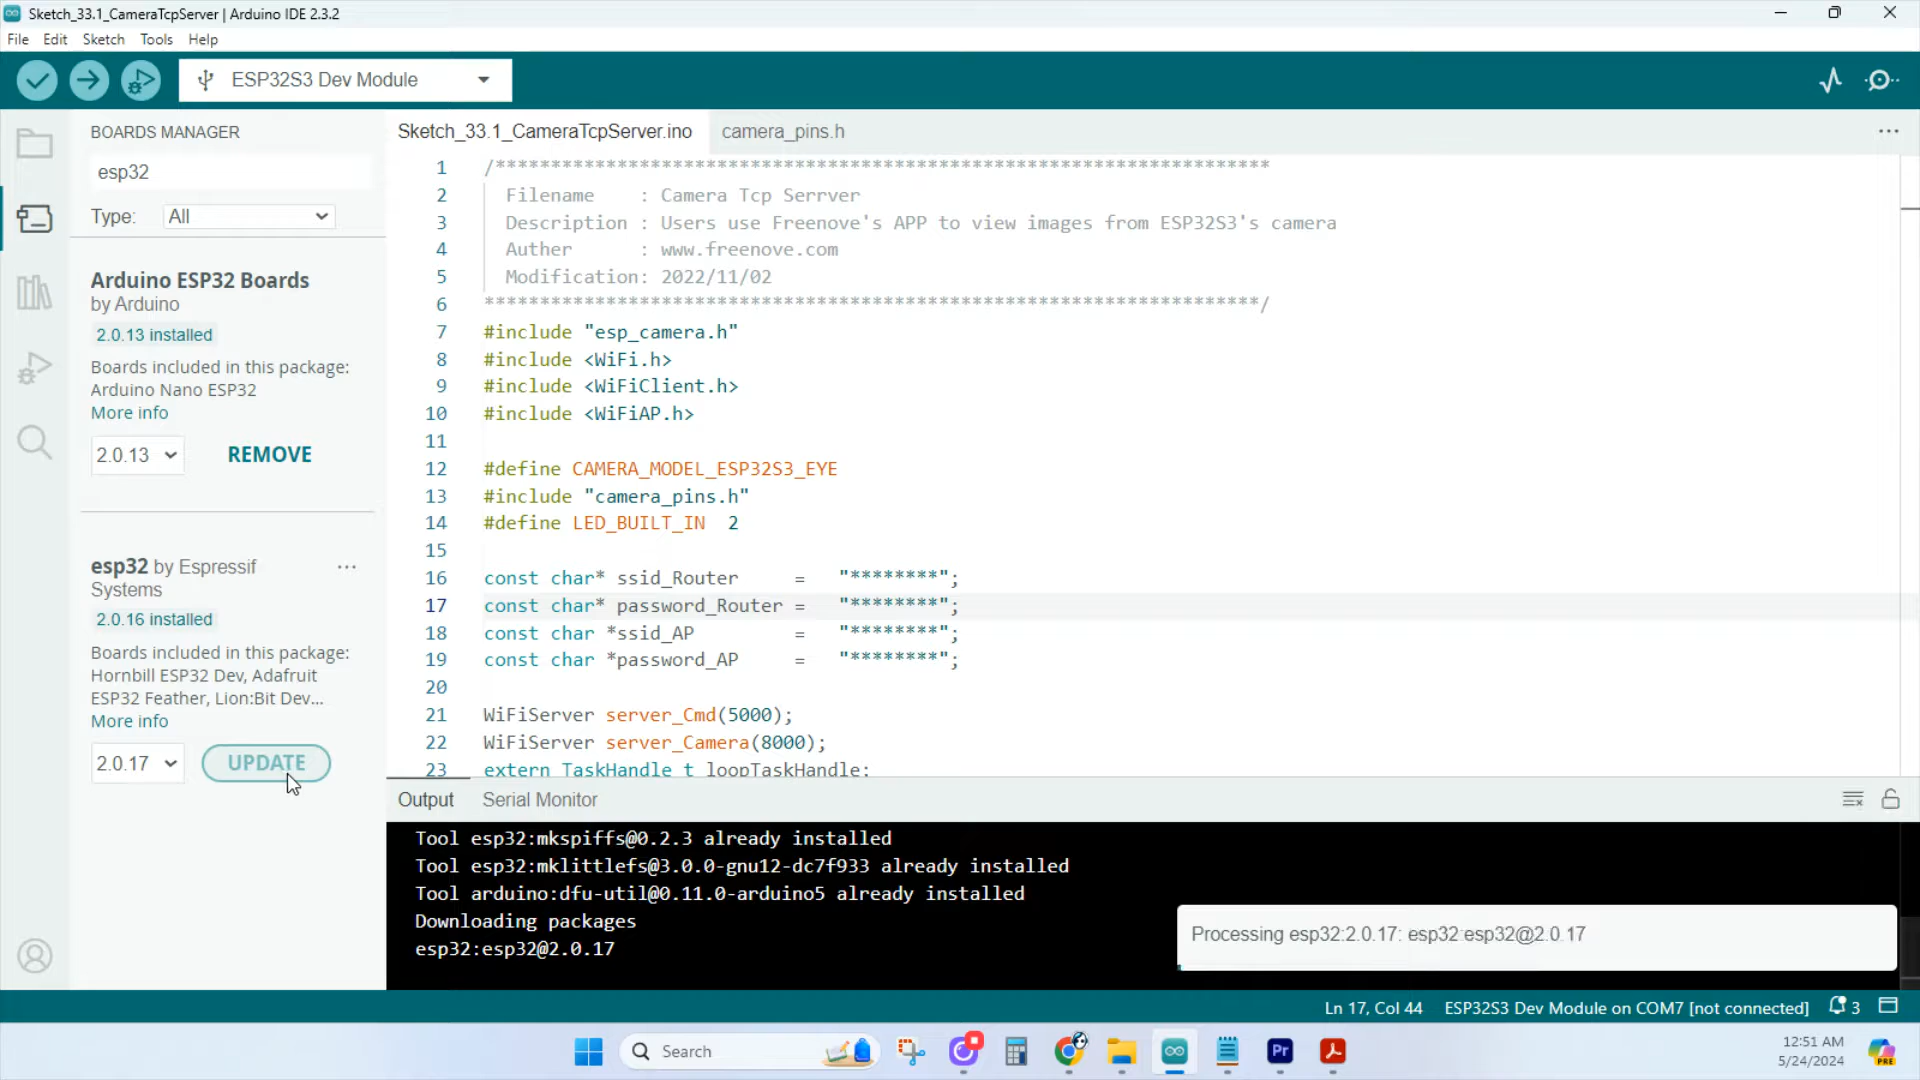 Sketch_33.1_CameraTcpServer | Arduino IDE 2.3.2
File Edit Sketch Tools Help
ESP32S3 Dev Module
BOARDS MANAGER
esp32
Type: All
Arduino ESP32 Boards
by Arduino
2.0.13 installed
Boards included in this package:
Arduino Nano ESP32
More info
2.0.13 REMOVE
esp32 by Espressif
Systems
2.0.16 installed
Boards included in this package:
Hornbill ESP32 Dev, Adafruit
ESP32 Feather, Lion:Bit Dev...
More info
2.0.17 UPDATE
Sketch_33.1_CameraTcpServer.ino camera_pins.h
1 /**********************************************************************
2 Filename : Camera Tcp Serrver
3 Description : Users use Freenove's APP to view images from ESP32S3's camera
4 Auther : www.freenove.com
5 Modification: 2022/11/02
6 **********************************************************************/
7 #include "esp_camera.h"
8 #include <WiFi.h>
9 #include <WiFiClient.h>
10 #include <WiFiAP.h>
11
12 #define CAMERA_MODEL_ESP32S3_EYE
13 #include "camera_pins.h"
14 #define LED_BUILT_IN 2
15
16 const char* ssid_Router = "********";
17 const char* password_Router = "********";
18 const char *ssid_AP = "********";
19 const char *password_AP = "********";
20
21 WiFiServer server_Cmd(5000);
22 WiFiServer server_Camera(8000);
23 extern TaskHandle_t loopTaskHandle;
Output Serial Monitor
Tool esp32:mkspiffs@0.2.3 already installed
Tool esp32:mklittlefs@3.0.0-gnu12-dc7f933 already installed
Tool arduino:dfu-util@0.11.0-arduino5 already installed
Downloading packages
esp32:esp32@2.0.17
Processing esp32:2.0.17: esp32:esp32@2.0.17
Ln 17, Col 44 ESP32S3 Dev Module on COM7 [not connected] 3
Search
Pr
12:51 AM
5/24/2024
PRE